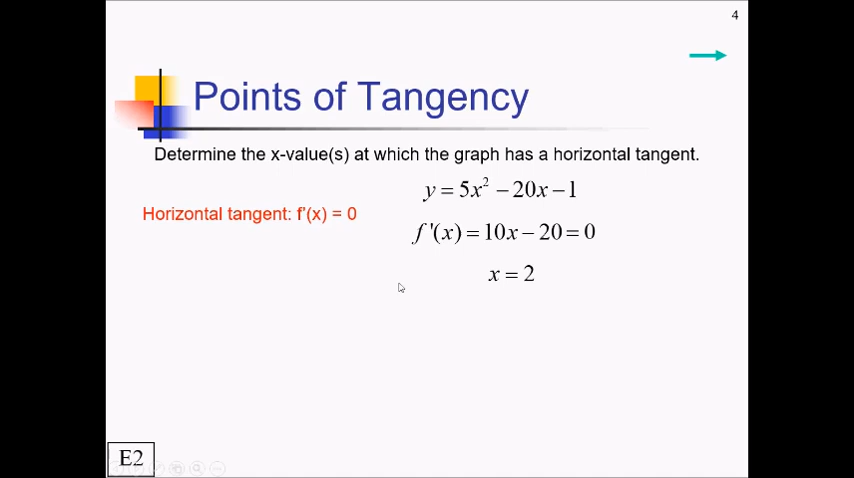 4
Points of Tangency
Determine the x-value(s) at which the graph has a horizontal tangent.
y = 5x² − 20x − 1
Horizontal tangent: f'(x) = 0
f '(x) = 10x − 20 = 0
x = 2
E2